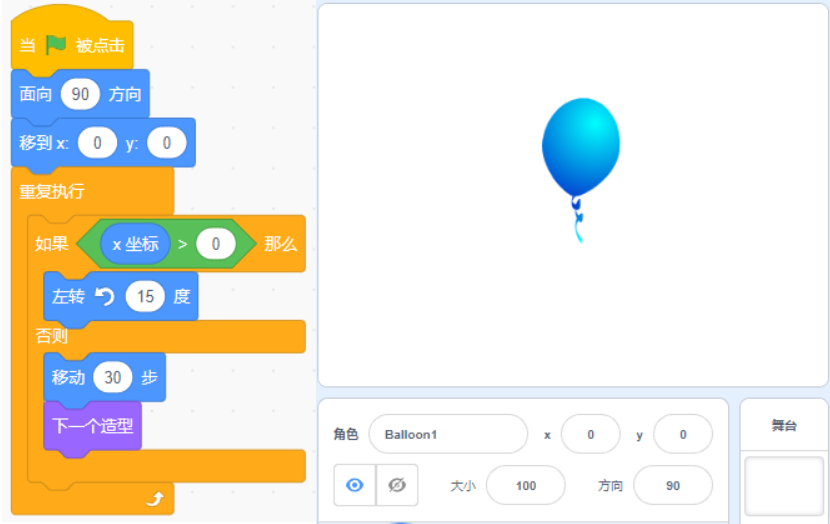 当 被点击
面向 90 方向
移到 x: 0 y: 0
重复执行
如果 x 坐标 > 0 那么
左转 15 度
否则
移动 30 步
下一个造型
角色 Balloon1 x 0 y 0
大小 100 方向 90
舞台